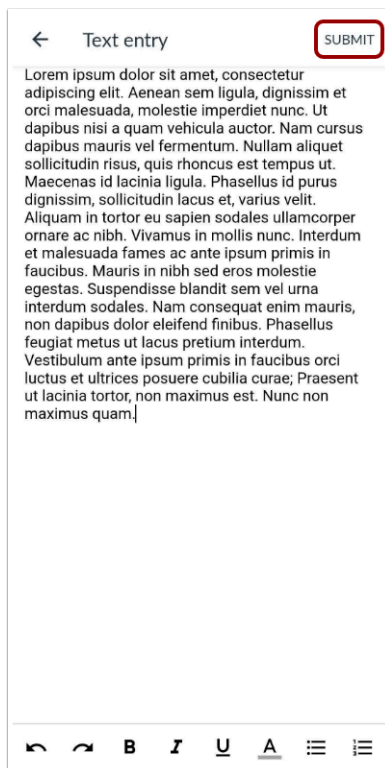 Text entry
SUBMIT
Lorem ipsum dolor sit amet, consectetur
adipiscing elit. Aenean sem ligula, dignissim et
orci malesuada, molestie imperdiet nunc. Ut
dapibus nisi a quam vehicula auctor. Nam cursus
dapibus mauris vel fermentum. Nullam aliquet
sollicitudin risus, quis rhoncus est tempus ut.
Maecenas id lacinia ligula. Phasellus id purus
dignissim, sollicitudin lacus et, varius velit.
Aliquam in tortor eu sapien sodales ullamcorper
ornare ac nibh. Vivamus in mollis nunc. Interdum
et malesuada fames ac ante ipsum primis in
faucibus. Mauris in nibh sed eros molestie
egestas. Suspendisse blandit sem vel urna
interdum sodales. Nam consequat enim mauris,
non dapibus dolor eleifend finibus. Phasellus
feugiat metus ut lacus pretium interdum.
Vestibulum ante ipsum primis in faucibus orci
luctus et ultrices posuere cubilia curae; Praesent
ut lacinia tortor, non maximus est. Nunc non
maximus quam.
B I U A